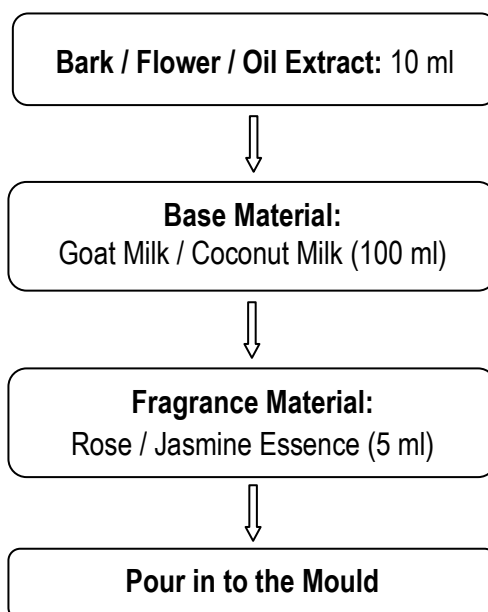 Bark / Flower / Oil Extract: 10 ml
Base Material:
Goat Milk / Coconut Milk (100 ml)
Fragrance Material:
Rose / Jasmine Essence (5 ml)
Pour in to the Mould